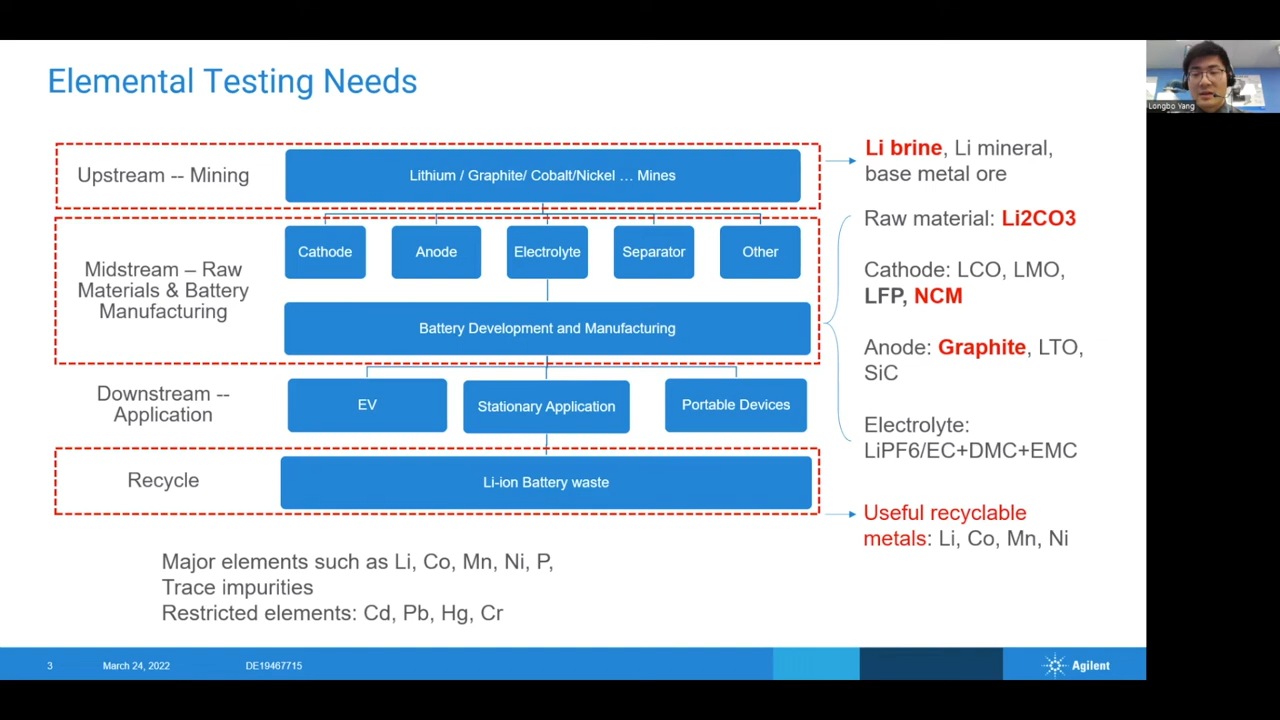 Elemental Testing Needs
Longbo Yang
Upstream -- Mining
Lithium / Graphite/ Cobalt/Nickel … Mines
Li brine, Li mineral,
base metal ore
Midstream – Raw
Materials & Battery
Manufacturing
Cathode
Anode
Electrolyte
Separator
Other
Battery Development and Manufacturing
Raw material: Li2CO3
Cathode: LCO, LMO,
LFP, NCM
Anode: Graphite, LTO,
SiC
Electrolyte:
LiPF6/EC+DMC+EMC
Downstream --
Application
EV
Stationary Application
Portable Devices
Recycle
Li-ion Battery waste
Useful recyclable
metals: Li, Co, Mn, Ni
Major elements such as Li, Co, Mn, Ni, P,
Trace impurities
Restricted elements: Cd, Pb, Hg, Cr
3
March 24, 2022
DE19467715
Agilent